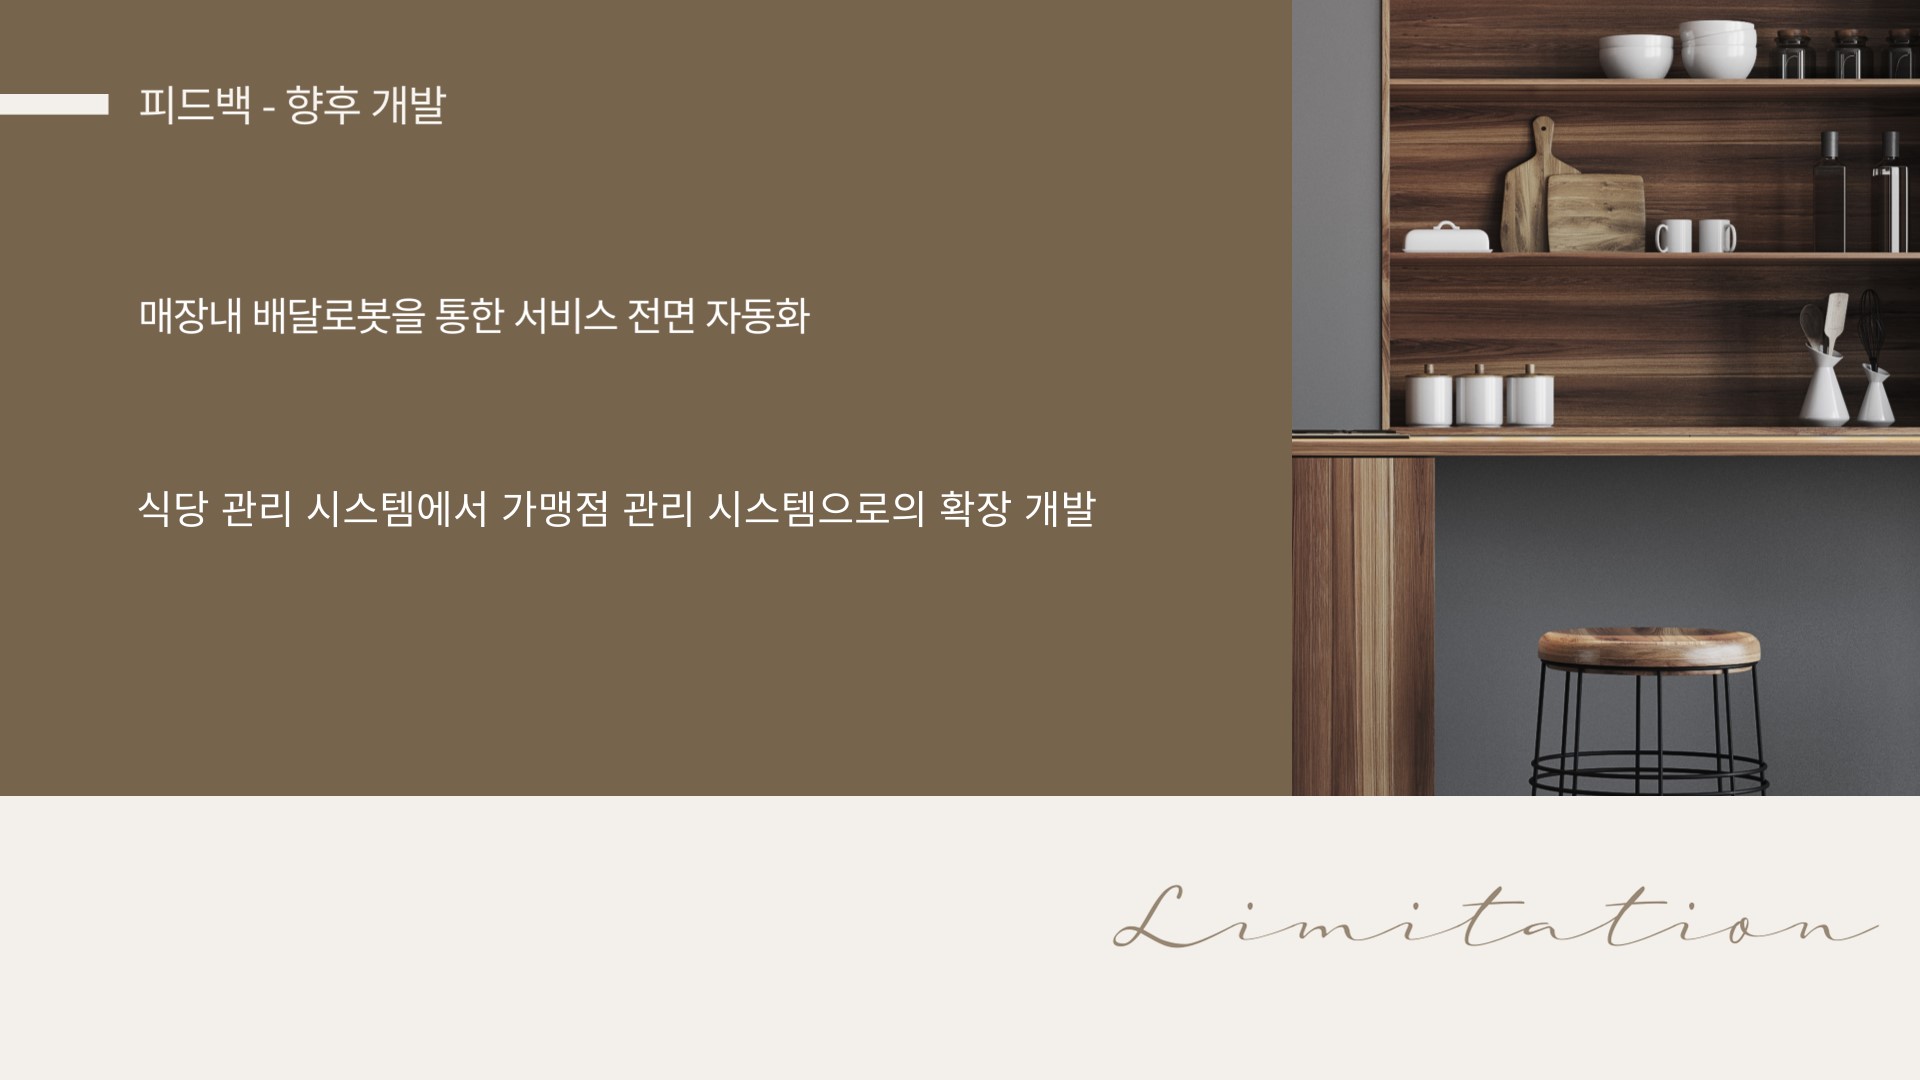 피드백 - 향후 개발
매장내 배달로봇을 통한 서비스 전면 자동화
식당 관리 시스템에서 가맹점 관리 시스템으로의 확장 개발
Limitation